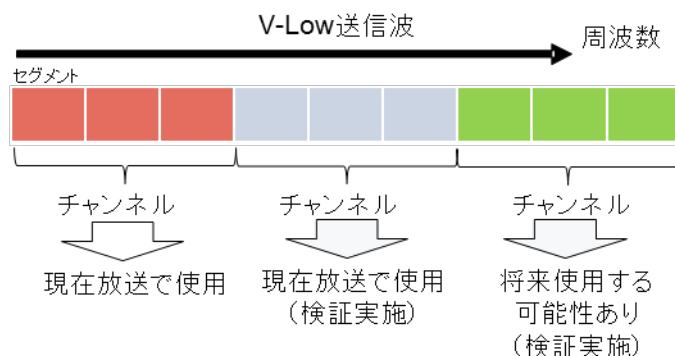 V-Low送信波
周波数
セグメント
チャンネル
チャンネル
チャンネル
現在放送で使用
現在放送で使用
(検証実施)
将来使用する
可能性あり
(検証実施)